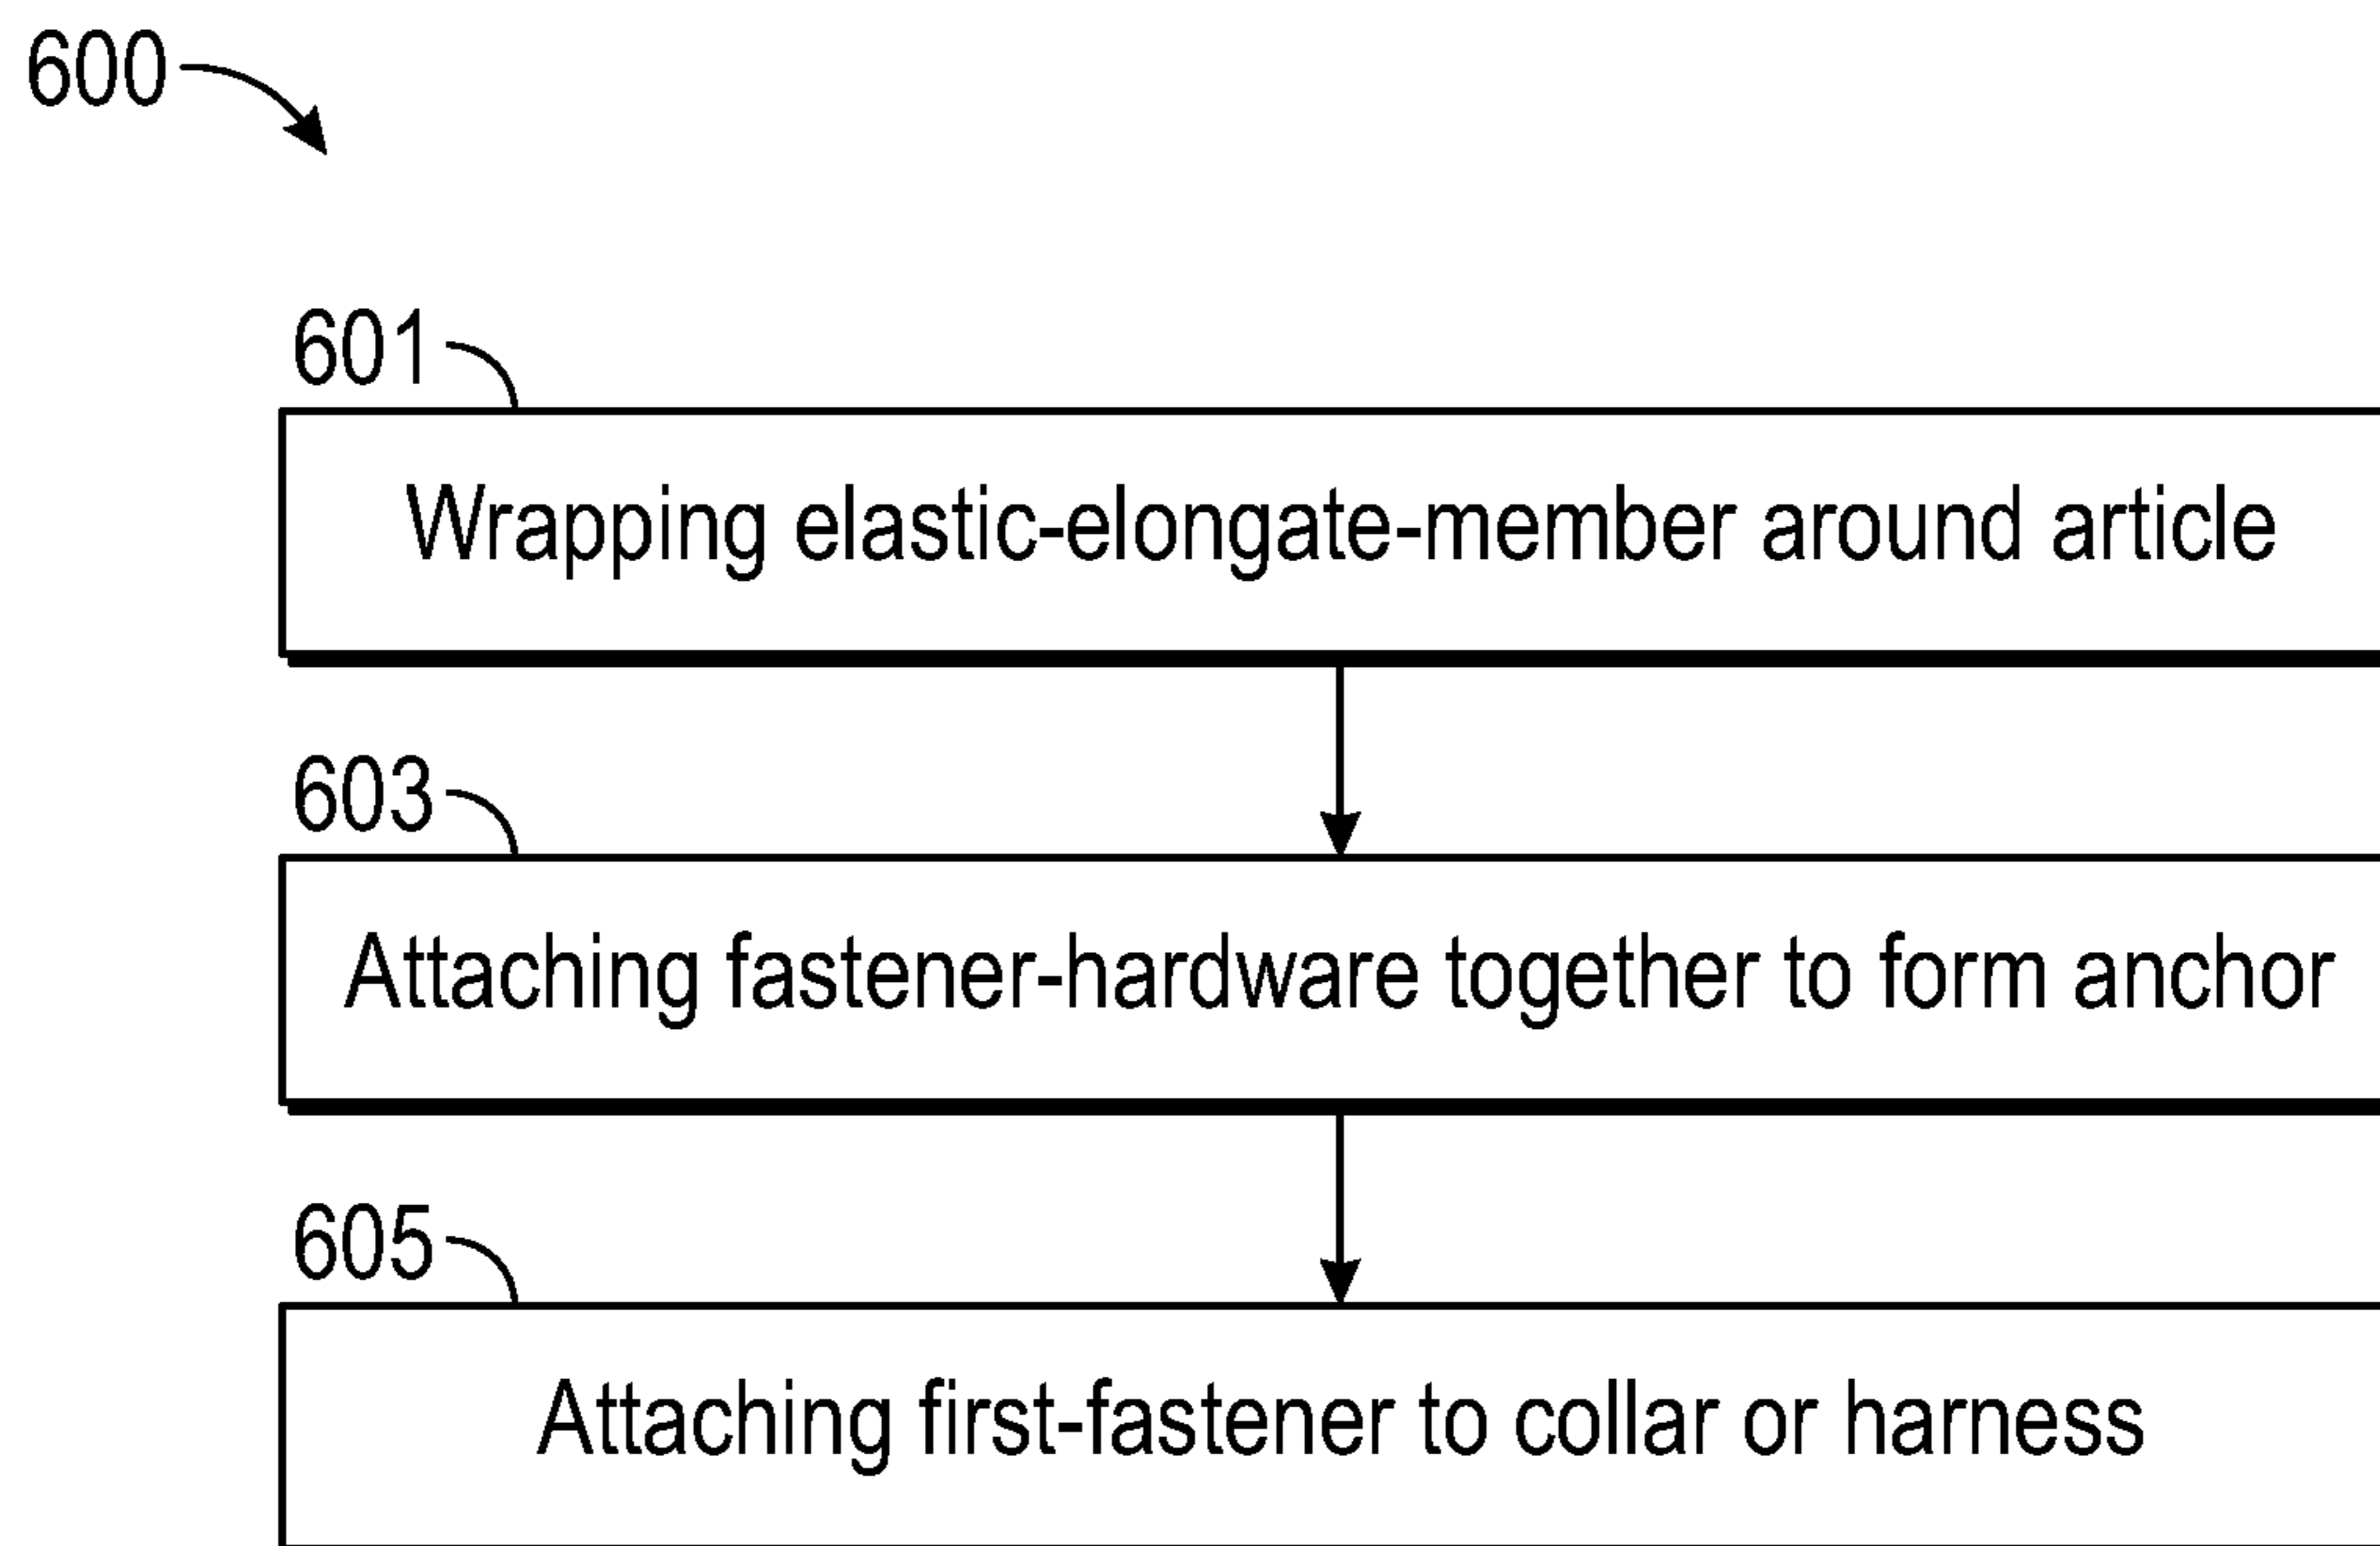 600
601
Wrapping elastic-elongate-member around article
603
Attaching fastener-hardware together to form anchor
605
Attaching first-fastener to collar or harness